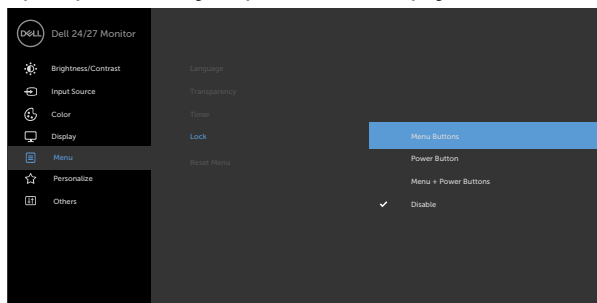 DELL Dell 24/27 Monitor
Brightness/Contrast
Language
Input Source
Transparency
Color
Timer
Display
Lock
Menu Buttons
Menu
Reset Menu
Power Button
Personalize
Menu + Power Buttons
Others
Disable